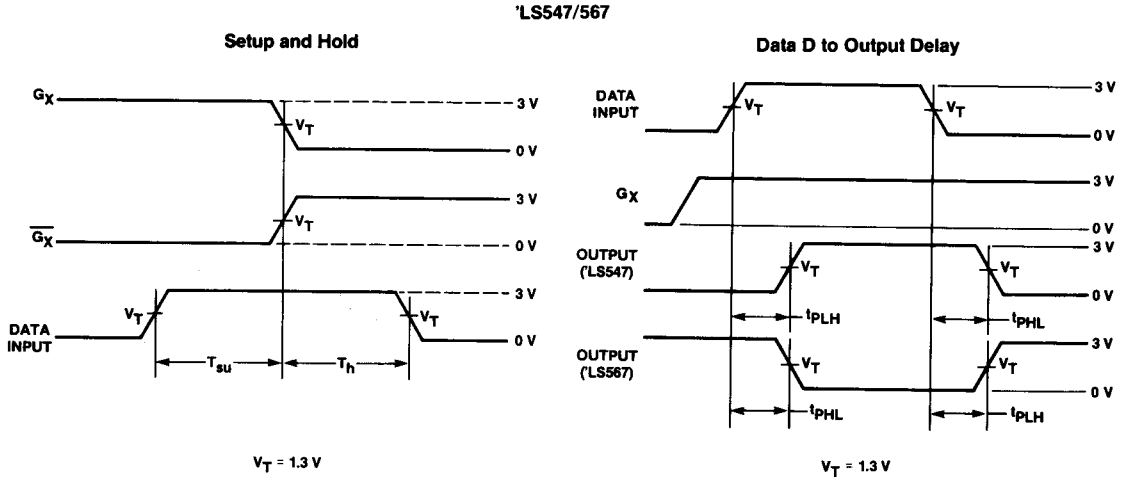 'LS547/567
Setup and Hold
GX
3 V
VT
0 V
3 V
VT
GX
0 V
3 V
VT
VT
DATA
INPUT
0 V
Tsu
Th
VT = 1.3 V
Data D to Output Delay
DATA
INPUT
3 V
VT
VT
0 V
GX
3 V
0 V
OUTPUT
('LS547)
3 V
VT
VT
0 V
tPLH
tPHL
OUTPUT
('LS567)
3 V
VT
VT
0 V
tPHL
tPLH
VT = 1.3 V